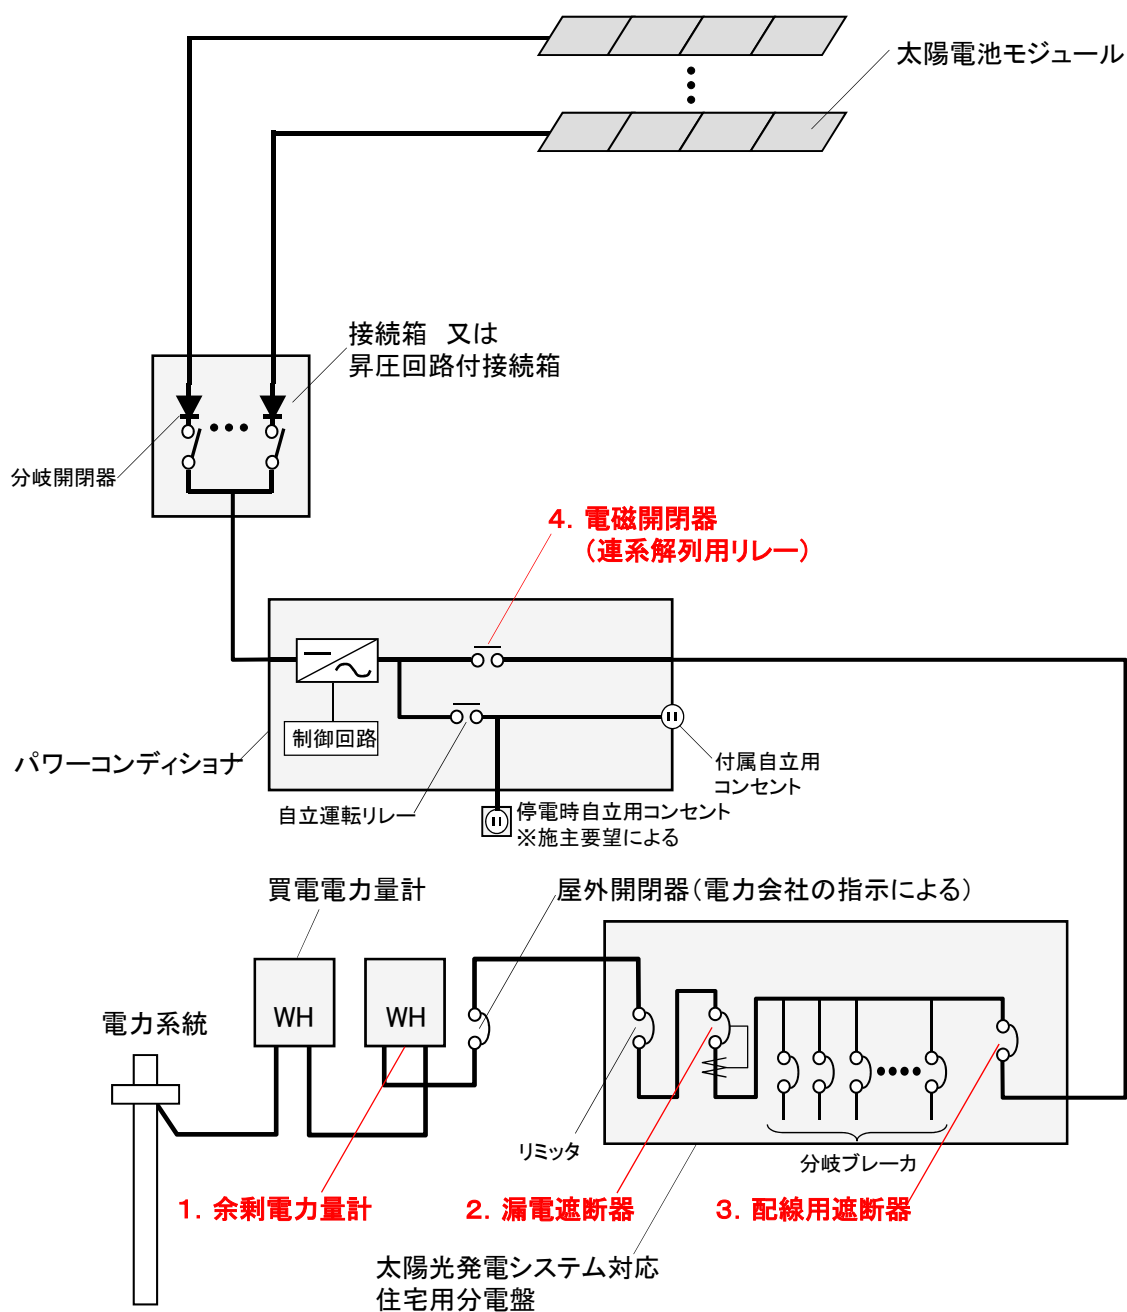 太陽電池モジュール
接続箱　又は
昇圧回路付接続箱
分岐開閉器
４．電磁開閉器
（連系解列用リレー）
制御回路
パワーコンディショナ
自立運転リレー
付属自立用
コンセント
停電時自立用コンセント
※施主要望による
買電電力量計
屋外開閉器（電力会社の指示による）
WH
WH
電力系統
リミッタ
分岐ブレーカ
１．余剰電力量計
２．漏電遮断器
３．配線用遮断器
太陽光発電システム対応
住宅用分電盤